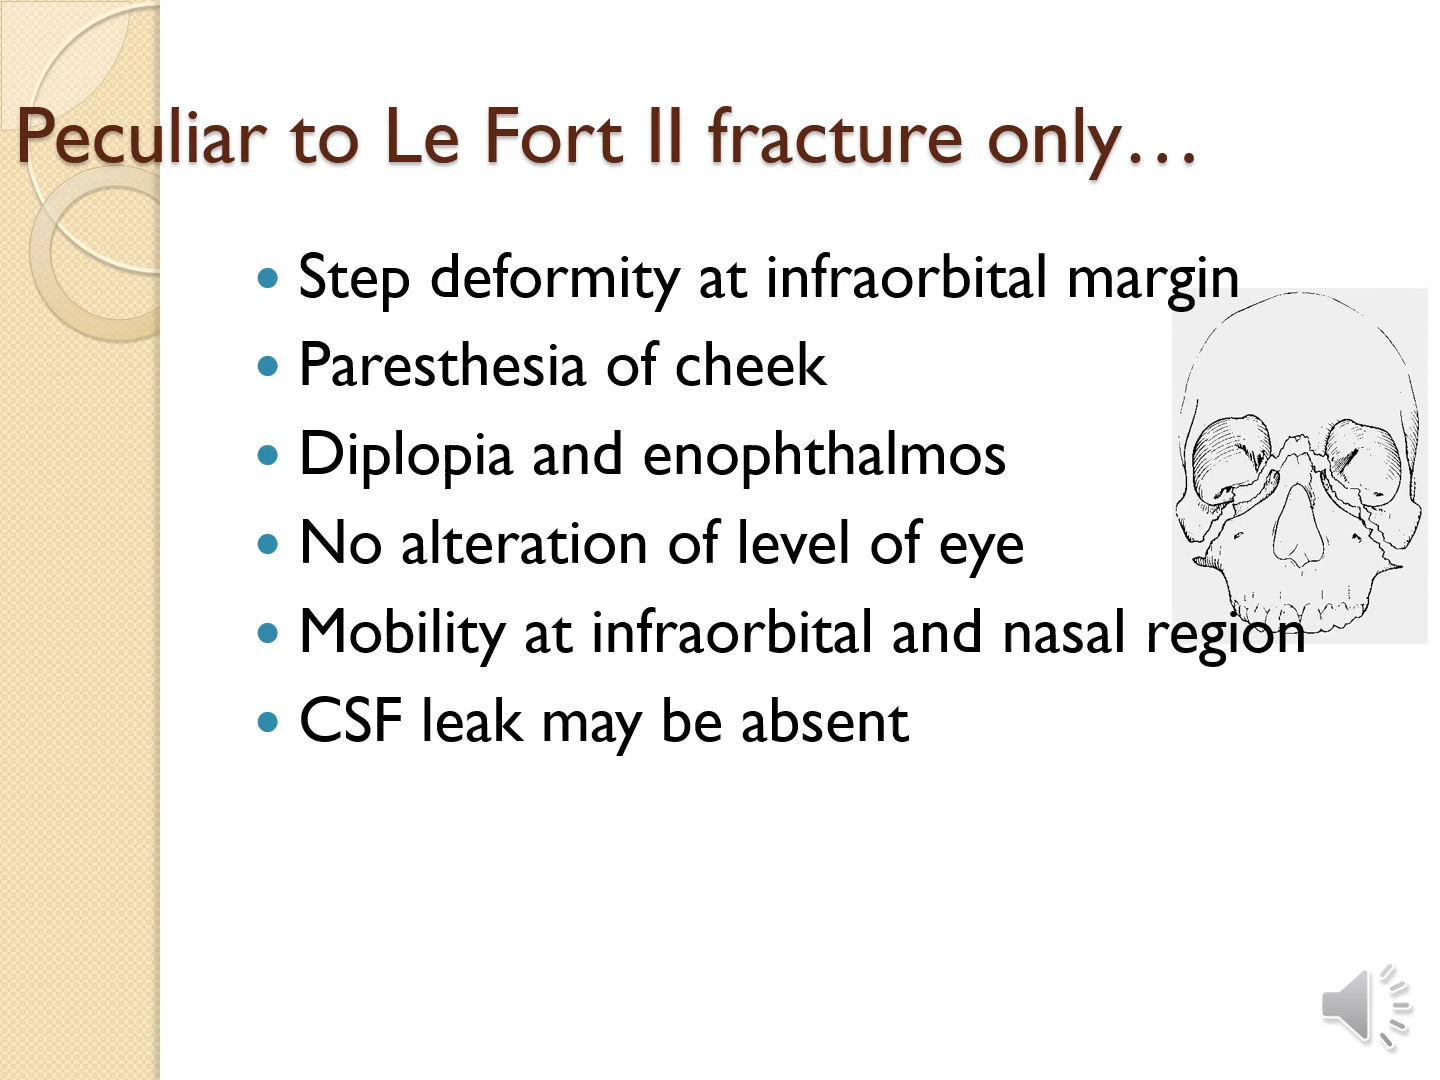 Peculiar to Le Fort II fracture only…
• Step deformity at infraorbital margin
• Paresthesia of cheek
• Diplopia and enophthalmos
• No alteration of level of eye
• Mobility at infraorbital and nasal region
• CSF leak may be absent